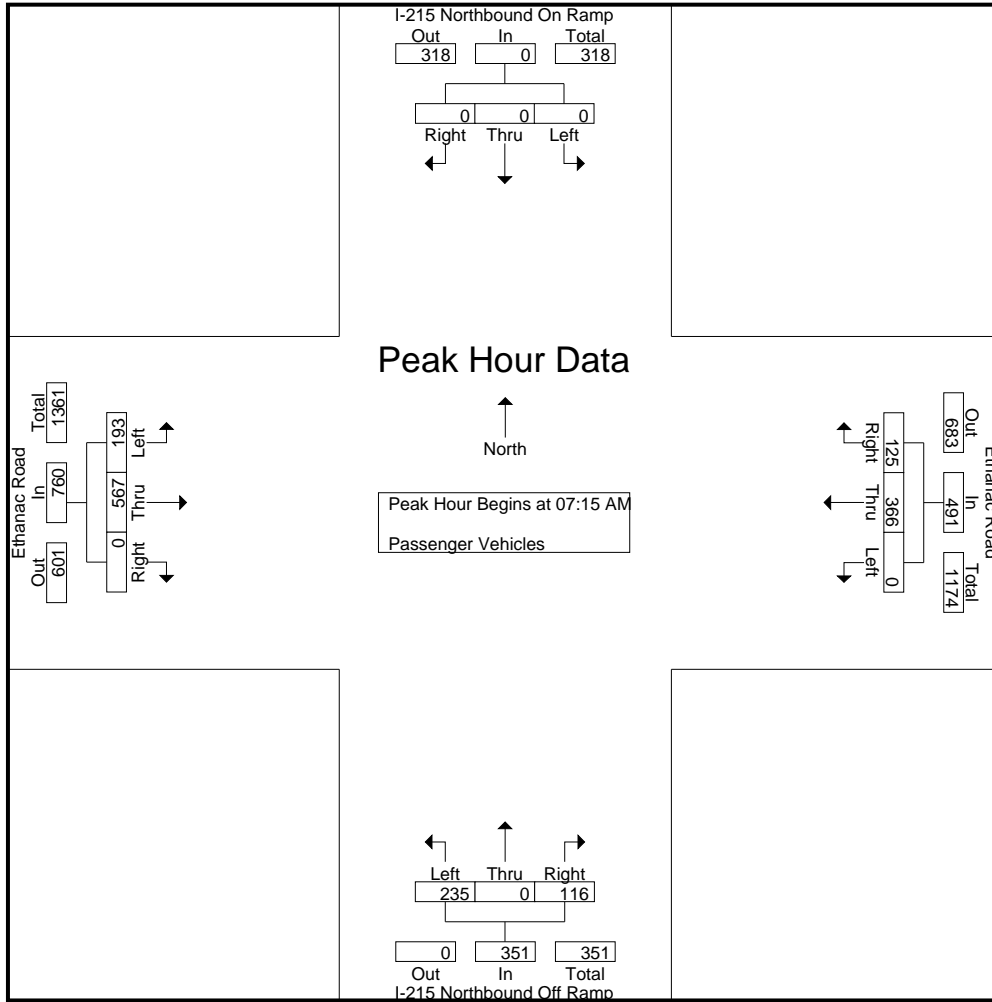 I-215 Northbound On Ramp
Out In Total
318 0 318
0 0 0
Right Thru Left
Peak Hour Data
North
Peak Hour Begins at 07:15 AM
Passenger Vehicles
Ethanac Road
Total In Out
1361 760 601
193 567 0
Left Thru Right
Ethanac Road
Out In Total
683 491 1174
125 366 0
Right Thru Left
Left Thru Right
235 0 116
0 351 351
Out In Total
I-215 Northbound Off Ramp